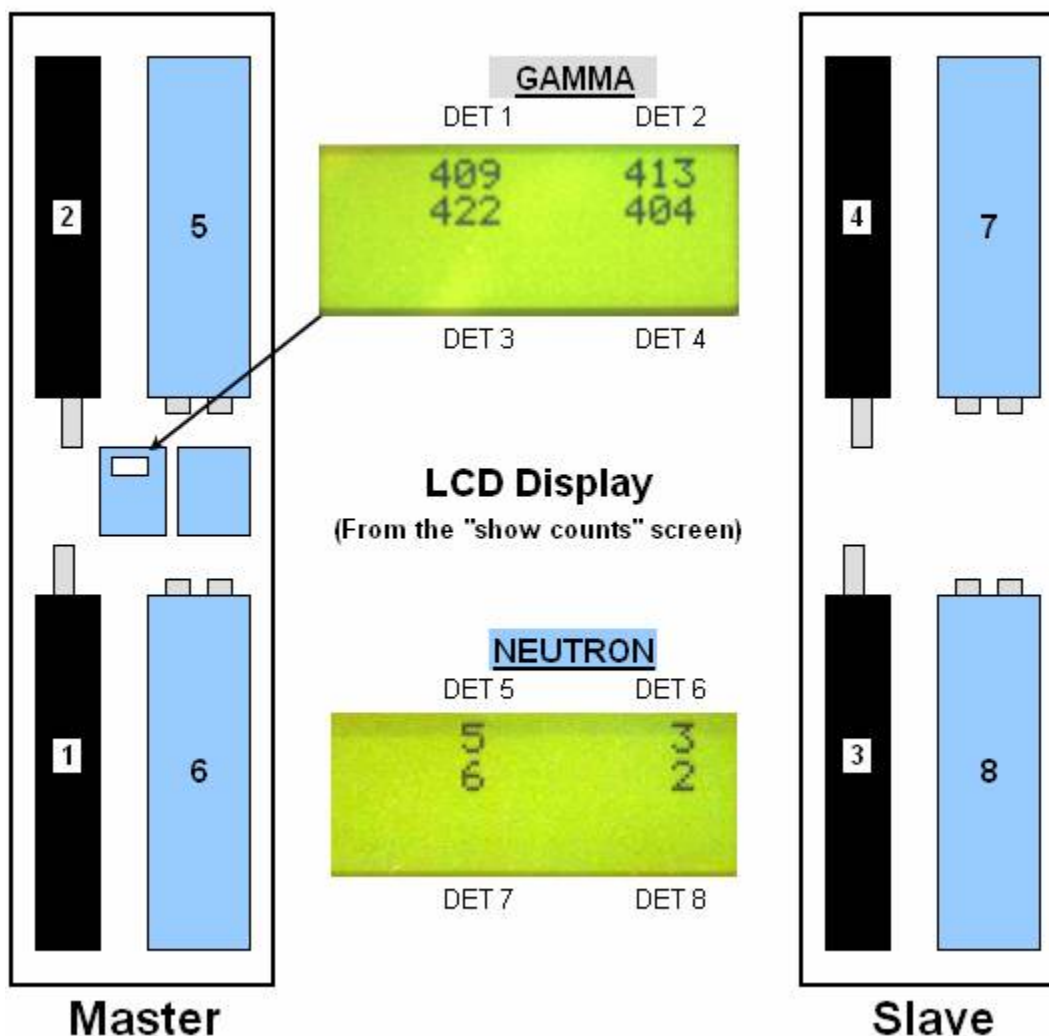 GAMMA
DET 1 DET 2
409 413
422 404
DET 3 DET 4
2
5
4
7
LCD Display
(From the "show counts" screen)
NEUTRON
DET 5 DET 6
5 3
6 2
DET 7 DET 8
1
6
3
8
Master
Slave